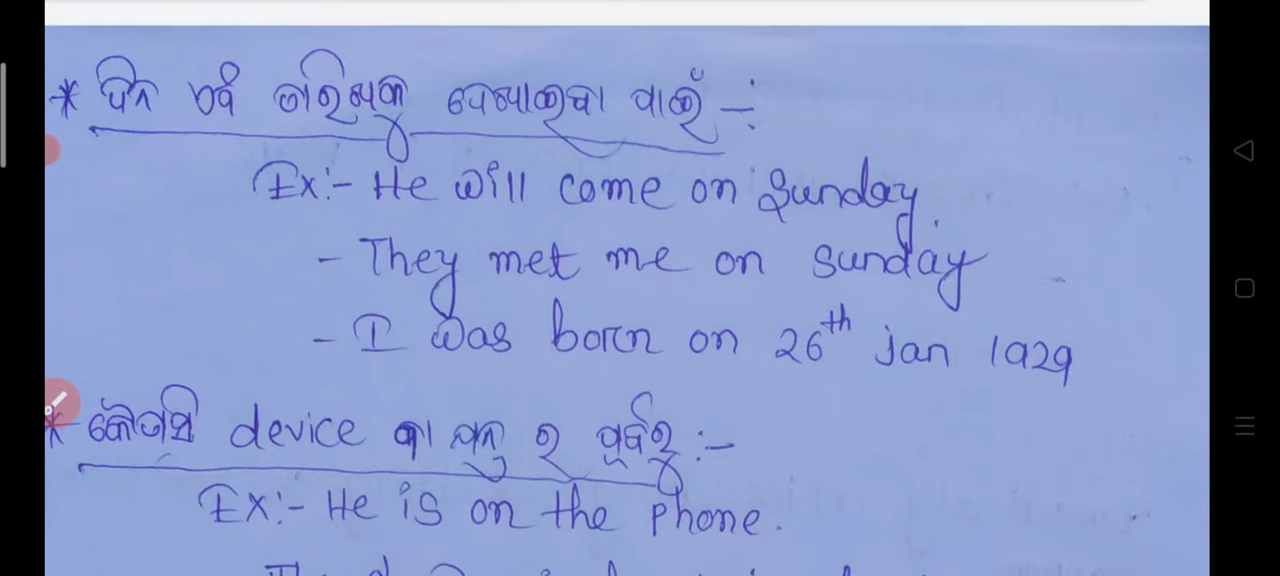 * ଦିନ ଏବଂ ତାରିଖକୁ ଦେଖାଇବା ପାଇଁ -:
Ex:- He will come on Sunday.
- They met me on Sunday
- I was born on 26th Jan 1929
* କୌଣସି device ବା ଯନ୍ତ୍ର ର ପୂର୍ବରୁ :-
Ex:- He is on the phone.